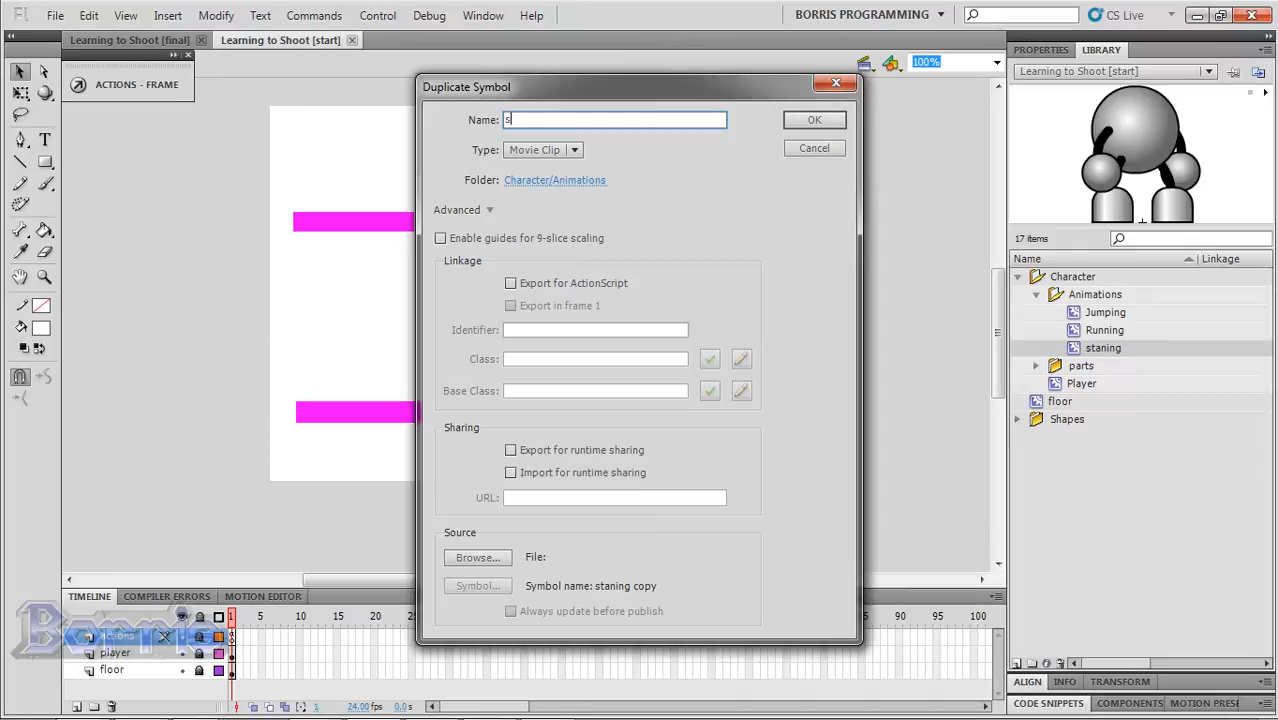 Fl File Edit View Insert Modify Text Commands Control Debug Window Help BORRIS PROGRAMMING CS Live
Learning to Shoot [final] Learning to Shoot [start]
ACTIONS - FRAME
100%
PROPERTIES LIBRARY
Learning to Shoot [start]
17 items
Name Linkage
Character
Animations
Jumping
Running
staning
parts
Player
floor
Shapes
Duplicate Symbol
Name: s OK
Type: Movie Clip Cancel
Folder: Character/Animations
Advanced
Enable guides for 9-slice scaling
Linkage
Export for ActionScript
Export in frame 1
Identifier:
Class:
Base Class:
Sharing
Export for runtime sharing
Import for runtime sharing
URL:
Source
Browse... File:
Symbol... Symbol name: staning copy
Always update before publish
TIMELINE COMPILER ERRORS MOTION EDITOR
1 5 10 15 20 25 90 95 100
actions
player
floor
Borris
1 24.00 fps 0.0 s
ALIGN INFO TRANSFORM
CODE SNIPPETS COMPONENTS MOTION PRESE